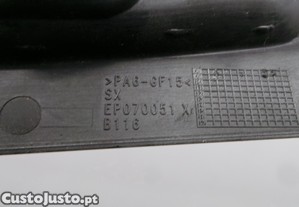 >PA6-GF15<
SX
EP070051 X
B116
CustoJusto.pt